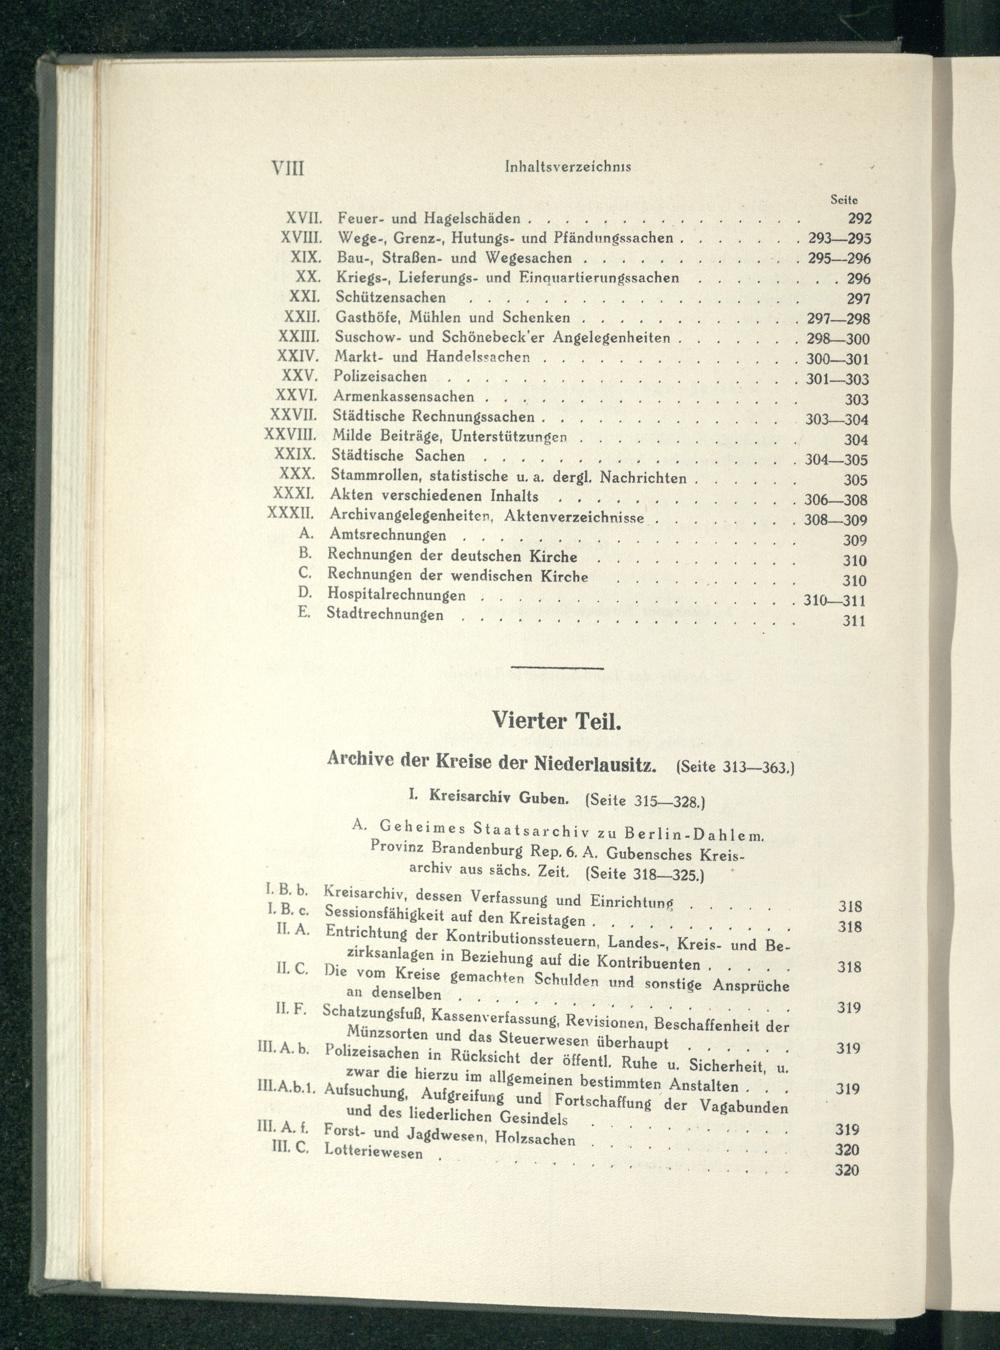 VIII Inhaltsverzeichnis
Seite
XVII. Feuer- und Hagelschäden . . . . . . . . . . . . . . . 292
XVIII. Wege-, Grenz-, Hutungs- und Pfändungssachen . . . . . . . 293—295
XIX. Bau-, Straßen- und Wegesachen . . . . . . . . . . . . 295—296
XX. Kriegs-, Lieferungs- und Einquartierungssachen . . . . . . . . 296
XXI. Schützensachen . . . . . . . . . . . . . . . . . 297
XXII. Gasthöfe, Mühlen und Schenken . . . . . . . . . . . . 297—298
XXIII. Suschow- und Schönebeck'er Angelegenheiten . . . . . . . 298—300
XXIV. Markt- und Handelssachen . . . . . . . . . . . . . . 300—301
XXV. Polizeisachen . . . . . . . . . . . . . . . . . . 301—303
XXVI. Armenkassensachen . . . . . . . . . . . . . . . . 303
XXVII. Städtische Rechnungssachen . . . . . . . . . . . . . 303—304
XXVIII. Milde Beiträge, Unterstützungen . . . . . . . . . . . . 304
XXIX. Städtische Sachen . . . . . . . . . . . . . . . . . 304—305
XXX. Stammrollen, statistische u. a. dergl. Nachrichten . . . . . . 305
XXXI. Akten verschiedenen Inhalts . . . . . . . . . . . . . 306—308
XXXII. Archivangelegenheiten, Aktenverzeichnisse . . . . . . . . 308—309
A. Amtsrechnungen . . . . . . . . . . . . . . . . . 309
B. Rechnungen der deutschen Kirche . . . . . . . . . . . 310
C. Rechnungen der wendischen Kirche . . . . . . . . . . 310
D. Hospitalrechnungen . . . . . . . . . . . . . . . . . 310—311
E. Stadtrechnungen . . . . . . . . . . . . . . . . . 311
Vierter Teil.
Archive der Kreise der Niederlausitz. (Seite 313—363.)
I. Kreisarchiv Guben. (Seite 315—328.)
A. Geheimes Staatsarchiv zu Berlin-Dahlem.
Provinz Brandenburg Rep. 6. A. Gubensches Kreis-
archiv aus sächs. Zeit. (Seite 318—325.)
I. B. b. Kreisarchiv, dessen Verfassung und Einrichtung . . . . . 318
I. B. c. Sessionsfähigkeit auf den Kreistagen . . . . . . . . . . . 318
II. A. Entrichtung der Kontributionssteuern, Landes-, Kreis- und Be-
zirksanlagen in Beziehung auf die Kontribuenten . . . . . 318
II. C. Die vom Kreise gemachten Schulden und sonstige Ansprüche
an denselben . . . . . . . . . . . . . . . . . 319
II. F. Schatzungsfuß, Kassenverfassung, Revisionen, Beschaffenheit der
Münzsorten und das Steuerwesen überhaupt . . . . . . 319
III. A. b. Polizeisachen in Rücksicht der öffentl. Ruhe u. Sicherheit, u.
zwar die hierzu im allgemeinen bestimmten Anstalten . . . 319
III.A.b.1. Aufsuchung, Aufgreifung und Fortschaffung der Vagabunden
und des liederlichen Gesindels . . . . . . . . . . . 319
III. A. f. Forst- und Jagdwesen, Holzsachen . . . . . . . . . . . 320
III. C. Lotteriewesen . . . . . . . . . . . . . . . . . 320